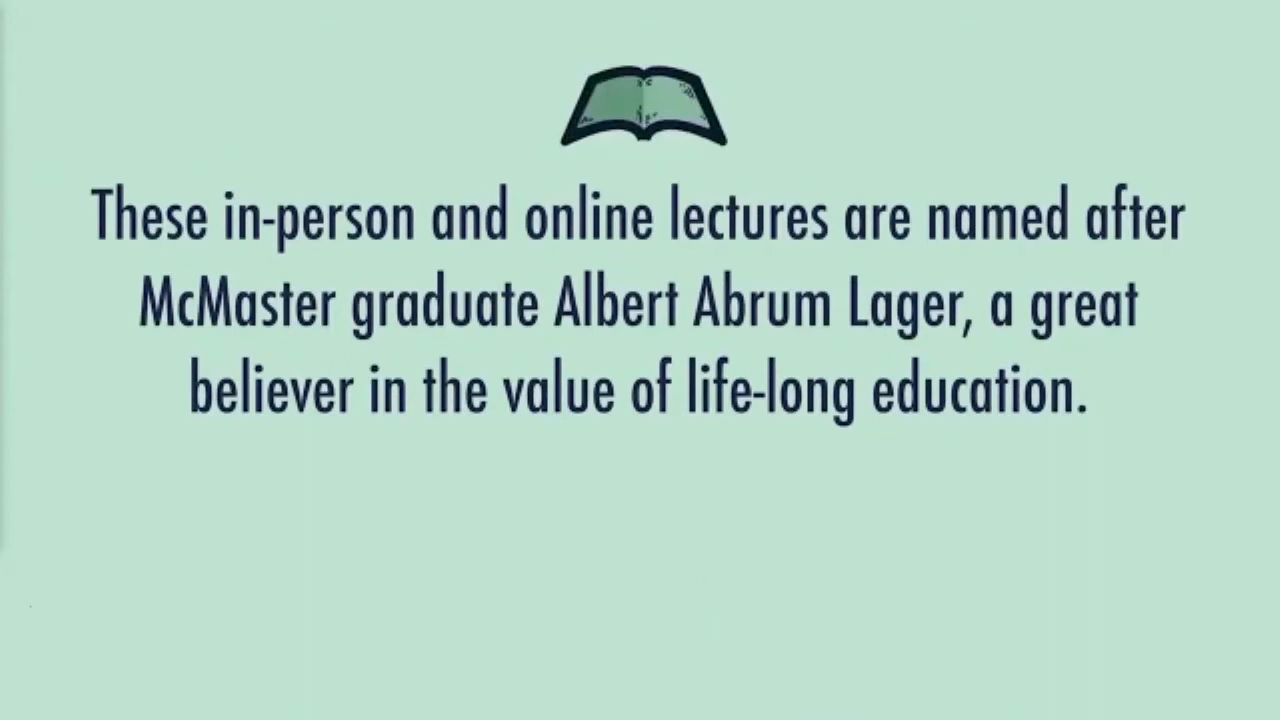 These in-person and online lectures are named after
McMaster graduate Albert Abrum Lager, a great
believer in the value of life-long education.